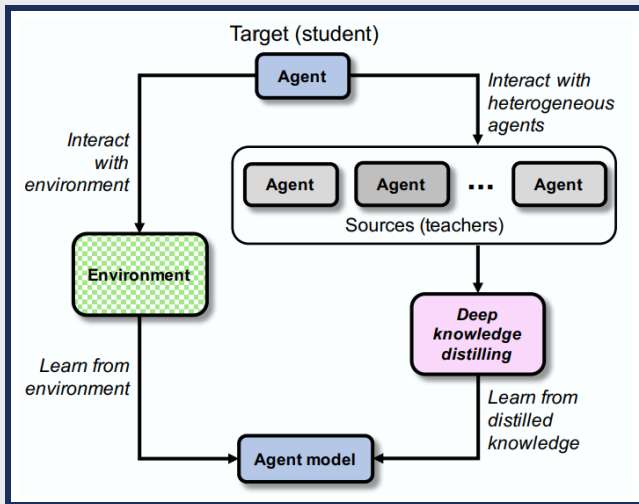 Target (student)
Agent
Interact with
heterogeneous
agents
Interact
with
environment
Agent
Agent
...
Agent
Sources (teachers)
Environment
Deep
knowledge
distilling
Learn from
environment
Learn from
distilled
knowledge
Agent model